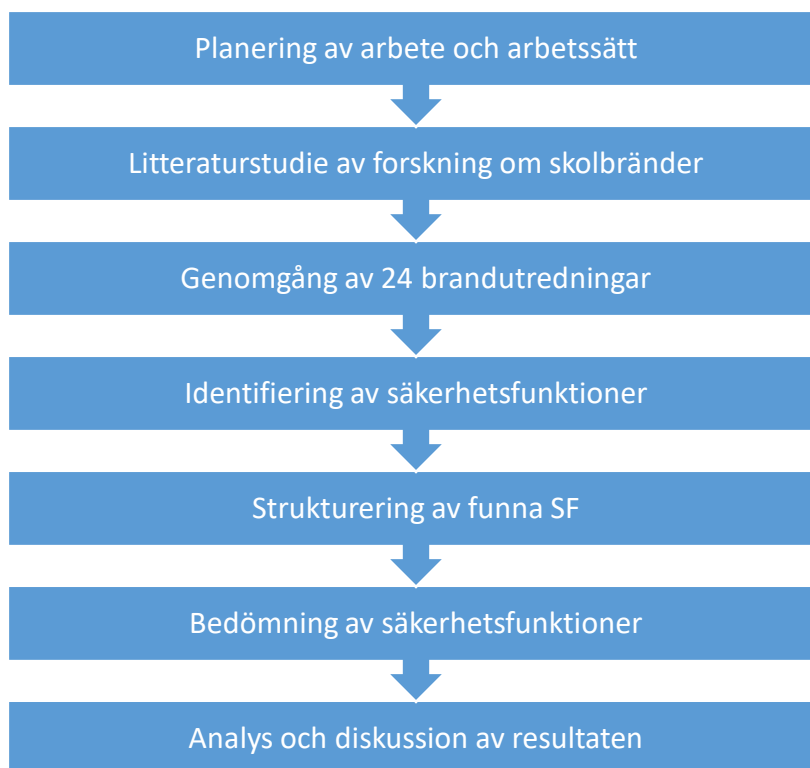 Planering av arbete och arbetssätt
Litteraturstudie av forskning om skolbränder
Genomgång av 24 brandutredningar
Identifiering av säkerhetsfunktioner
Strukturering av funna SF
Bedömning av säkerhetsfunktioner
Analys och diskussion av resultaten